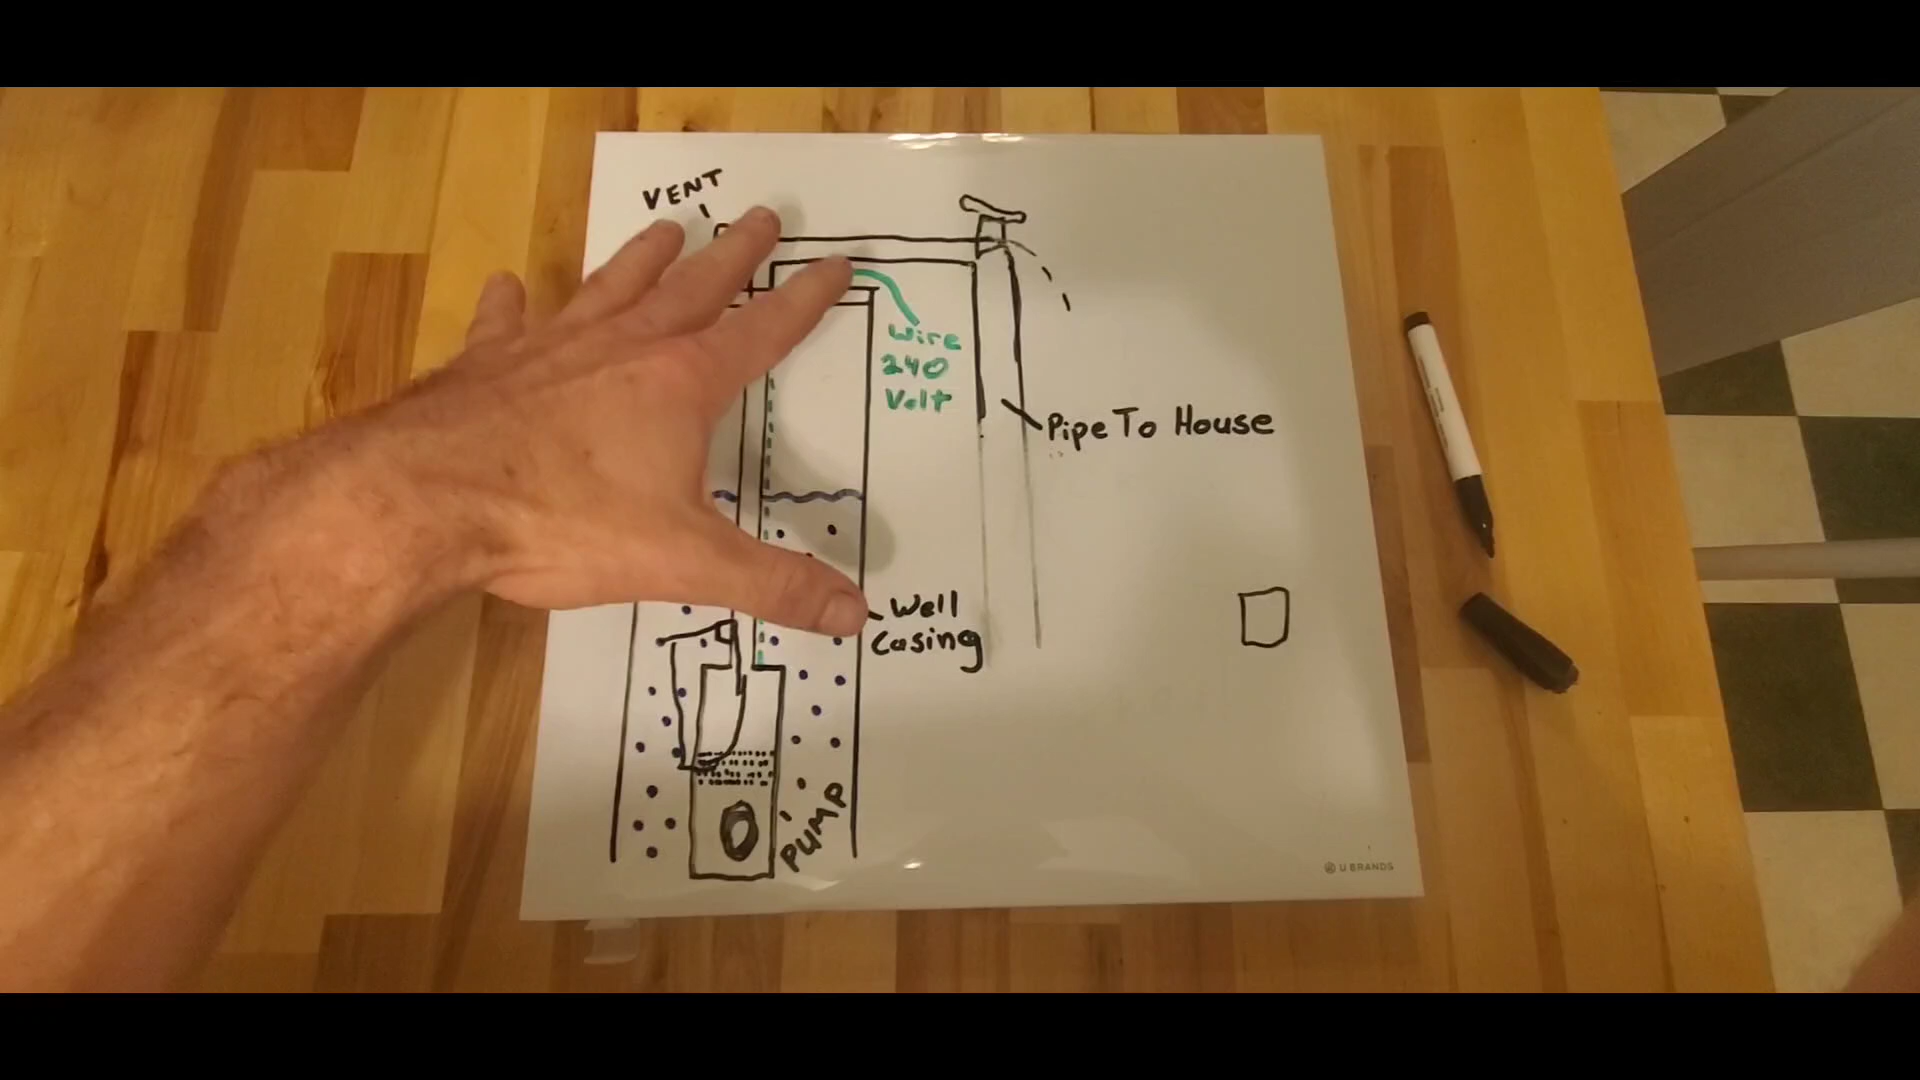 VENT
Wire
240
Volt
Pipe To House
Well
Casing
PUMP
U BRANDS